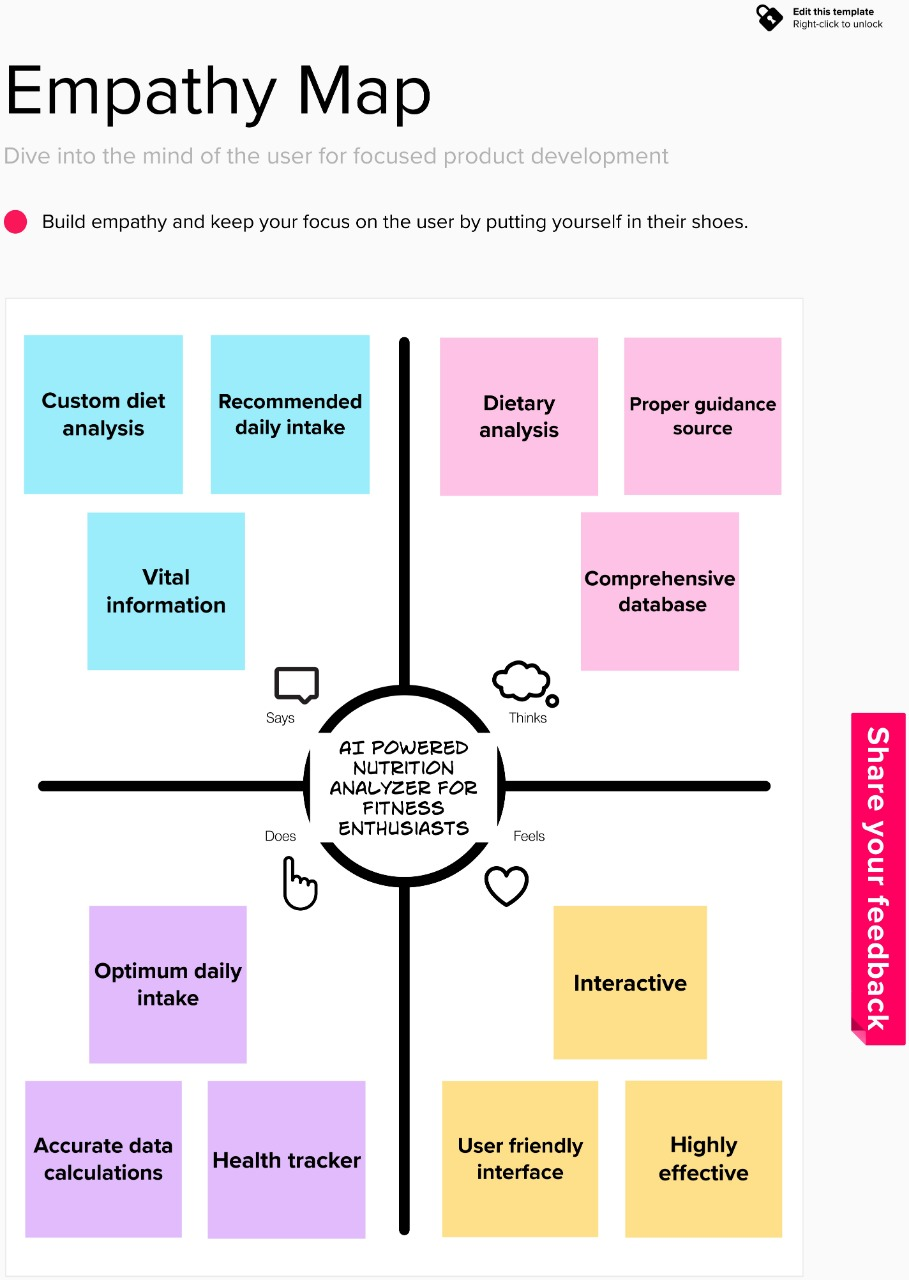 Edit this template
Right-click to unlock
Empathy Map
Dive into the mind of the user for focused product development
Build empathy and keep your focus on the user by putting yourself in their shoes.
Custom diet
analysis
Recommended
daily intake
Vital
information
Says
Dietary
analysis
Proper guidance
source
Comprehensive
database
Thinks
AI POWERED
NUTRITION
ANALYZER FOR
FITNESS
ENTHUSIASTS
Does
Optimum daily
intake
Accurate data
calculations
Health tracker
Feels
Interactive
User friendly
interface
Highly
effective
Share your feedback